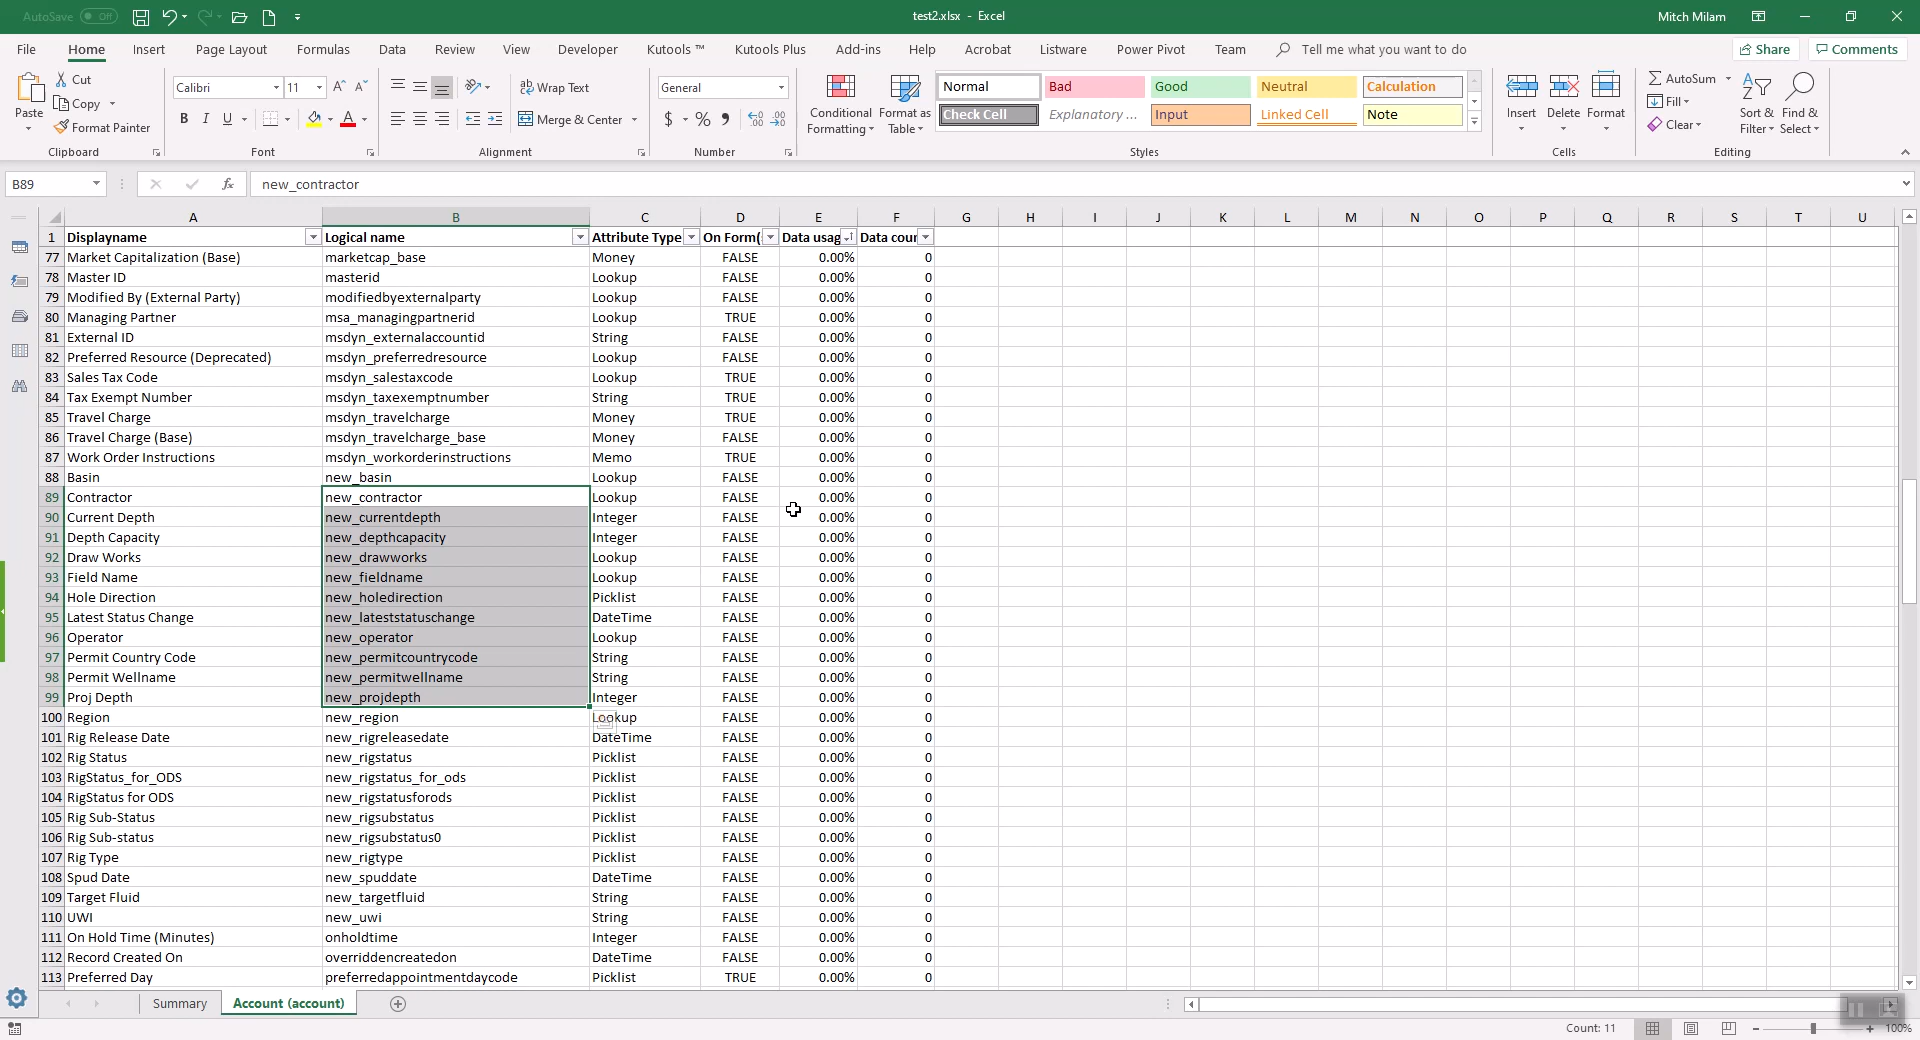 AutoSave Off test2.xlsx - Excel Mitch Milam
File Home Insert Page Layout Formulas Data Review View Developer Kutools ™ Kutools Plus Add-ins Help Acrobat Listware Power Pivot Team Tell me what you want to do Share Comments
Paste Cut Copy Format Painter Clipboard
Calibri 11 A A B I U A Font
Wrap Text Merge & Center Alignment
General $ % Number
Conditional Formatting Format as Table
Normal Bad Good Neutral Calculation
Check Cell Explanatory ... Input Linked Cell Note
Styles
Insert Delete Format Cells
AutoSum Fill Clear Sort & Filter Find & Select Editing
B89 fx new_contractor
A B C D E F G H I J K L M N O P Q R S T U
1 Displayname Logical name Attribute Type On Form( Data usag Data cour
77 Market Capitalization (Base) marketcap_base Money FALSE 0.00% 0
78 Master ID masterid Lookup FALSE 0.00% 0
79 Modified By (External Party) modifiedbyexternalparty Lookup FALSE 0.00% 0
80 Managing Partner msa_managingpartnerid Lookup TRUE 0.00% 0
81 External ID msdyn_externalaccountid String FALSE 0.00% 0
82 Preferred Resource (Deprecated) msdyn_preferredresource Lookup FALSE 0.00% 0
83 Sales Tax Code msdyn_salestaxcode Lookup TRUE 0.00% 0
84 Tax Exempt Number msdyn_taxexemptnumber String TRUE 0.00% 0
85 Travel Charge msdyn_travelcharge Money TRUE 0.00% 0
86 Travel Charge (Base) msdyn_travelcharge_base Money FALSE 0.00% 0
87 Work Order Instructions msdyn_workorderinstructions Memo TRUE 0.00% 0
88 Basin new_basin Lookup FALSE 0.00% 0
89 Contractor new_contractor Lookup FALSE 0.00% 0
90 Current Depth new_currentdepth Integer FALSE 0.00% 0
91 Depth Capacity new_depthcapacity Integer FALSE 0.00% 0
92 Draw Works new_drawworks Lookup FALSE 0.00% 0
93 Field Name new_fieldname Lookup FALSE 0.00% 0
94 Hole Direction new_holedirection Picklist FALSE 0.00% 0
95 Latest Status Change new_lateststatuschange DateTime FALSE 0.00% 0
96 Operator new_operator Lookup FALSE 0.00% 0
97 Permit Country Code new_permitcountrycode String FALSE 0.00% 0
98 Permit Wellname new_permitwellname String FALSE 0.00% 0
99 Proj Depth new_projdepth Integer FALSE 0.00% 0
100 Region new_region Lookup FALSE 0.00% 0
101 Rig Release Date new_rigreleasedate DateTime FALSE 0.00% 0
102 Rig Status new_rigstatus Picklist FALSE 0.00% 0
103 RigStatus_for_ODS new_rigstatus_for_ods Picklist FALSE 0.00% 0
104 RigStatus for ODS new_rigstatusforods Picklist FALSE 0.00% 0
105 Rig Sub-Status new_rigsubstatus Picklist FALSE 0.00% 0
106 Rig Sub-status new_rigsubstatus0 Picklist FALSE 0.00% 0
107 Rig Type new_rigtype Picklist FALSE 0.00% 0
108 Spud Date new_spuddate DateTime FALSE 0.00% 0
109 Target Fluid new_targetfluid String FALSE 0.00% 0
110 UWI new_uwi String FALSE 0.00% 0
111 On Hold Time (Minutes) onholdtime Integer FALSE 0.00% 0
112 Record Created On overriddencreatedon DateTime FALSE 0.00% 0
113 Preferred Day preferredappointmentdaycode Picklist TRUE 0.00% 0
Summary Account (account)
Count: 11 100%